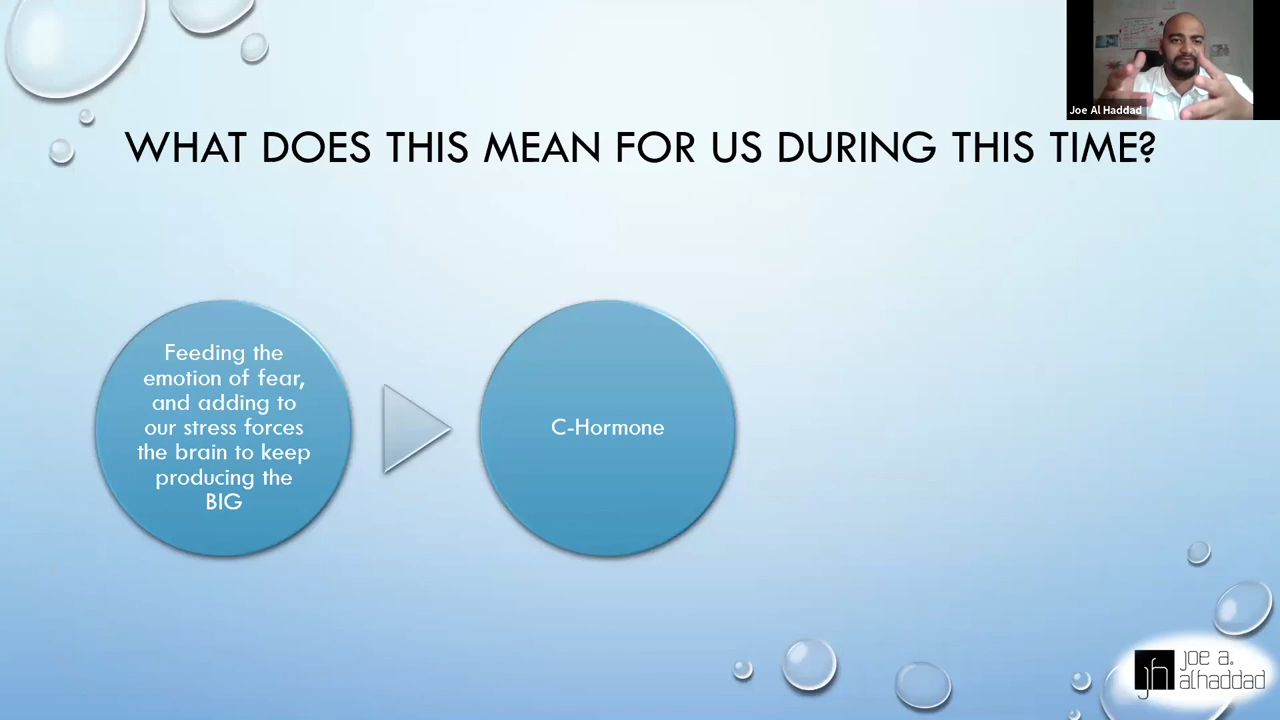 Joe Al Haddad
WHAT DOES THIS MEAN FOR US DURING THIS TIME?
Feeding the
emotion of fear,
and adding to
our stress forces
the brain to keep
producing the
BIG
C-Hormone
jh
joe a.
alhaddad